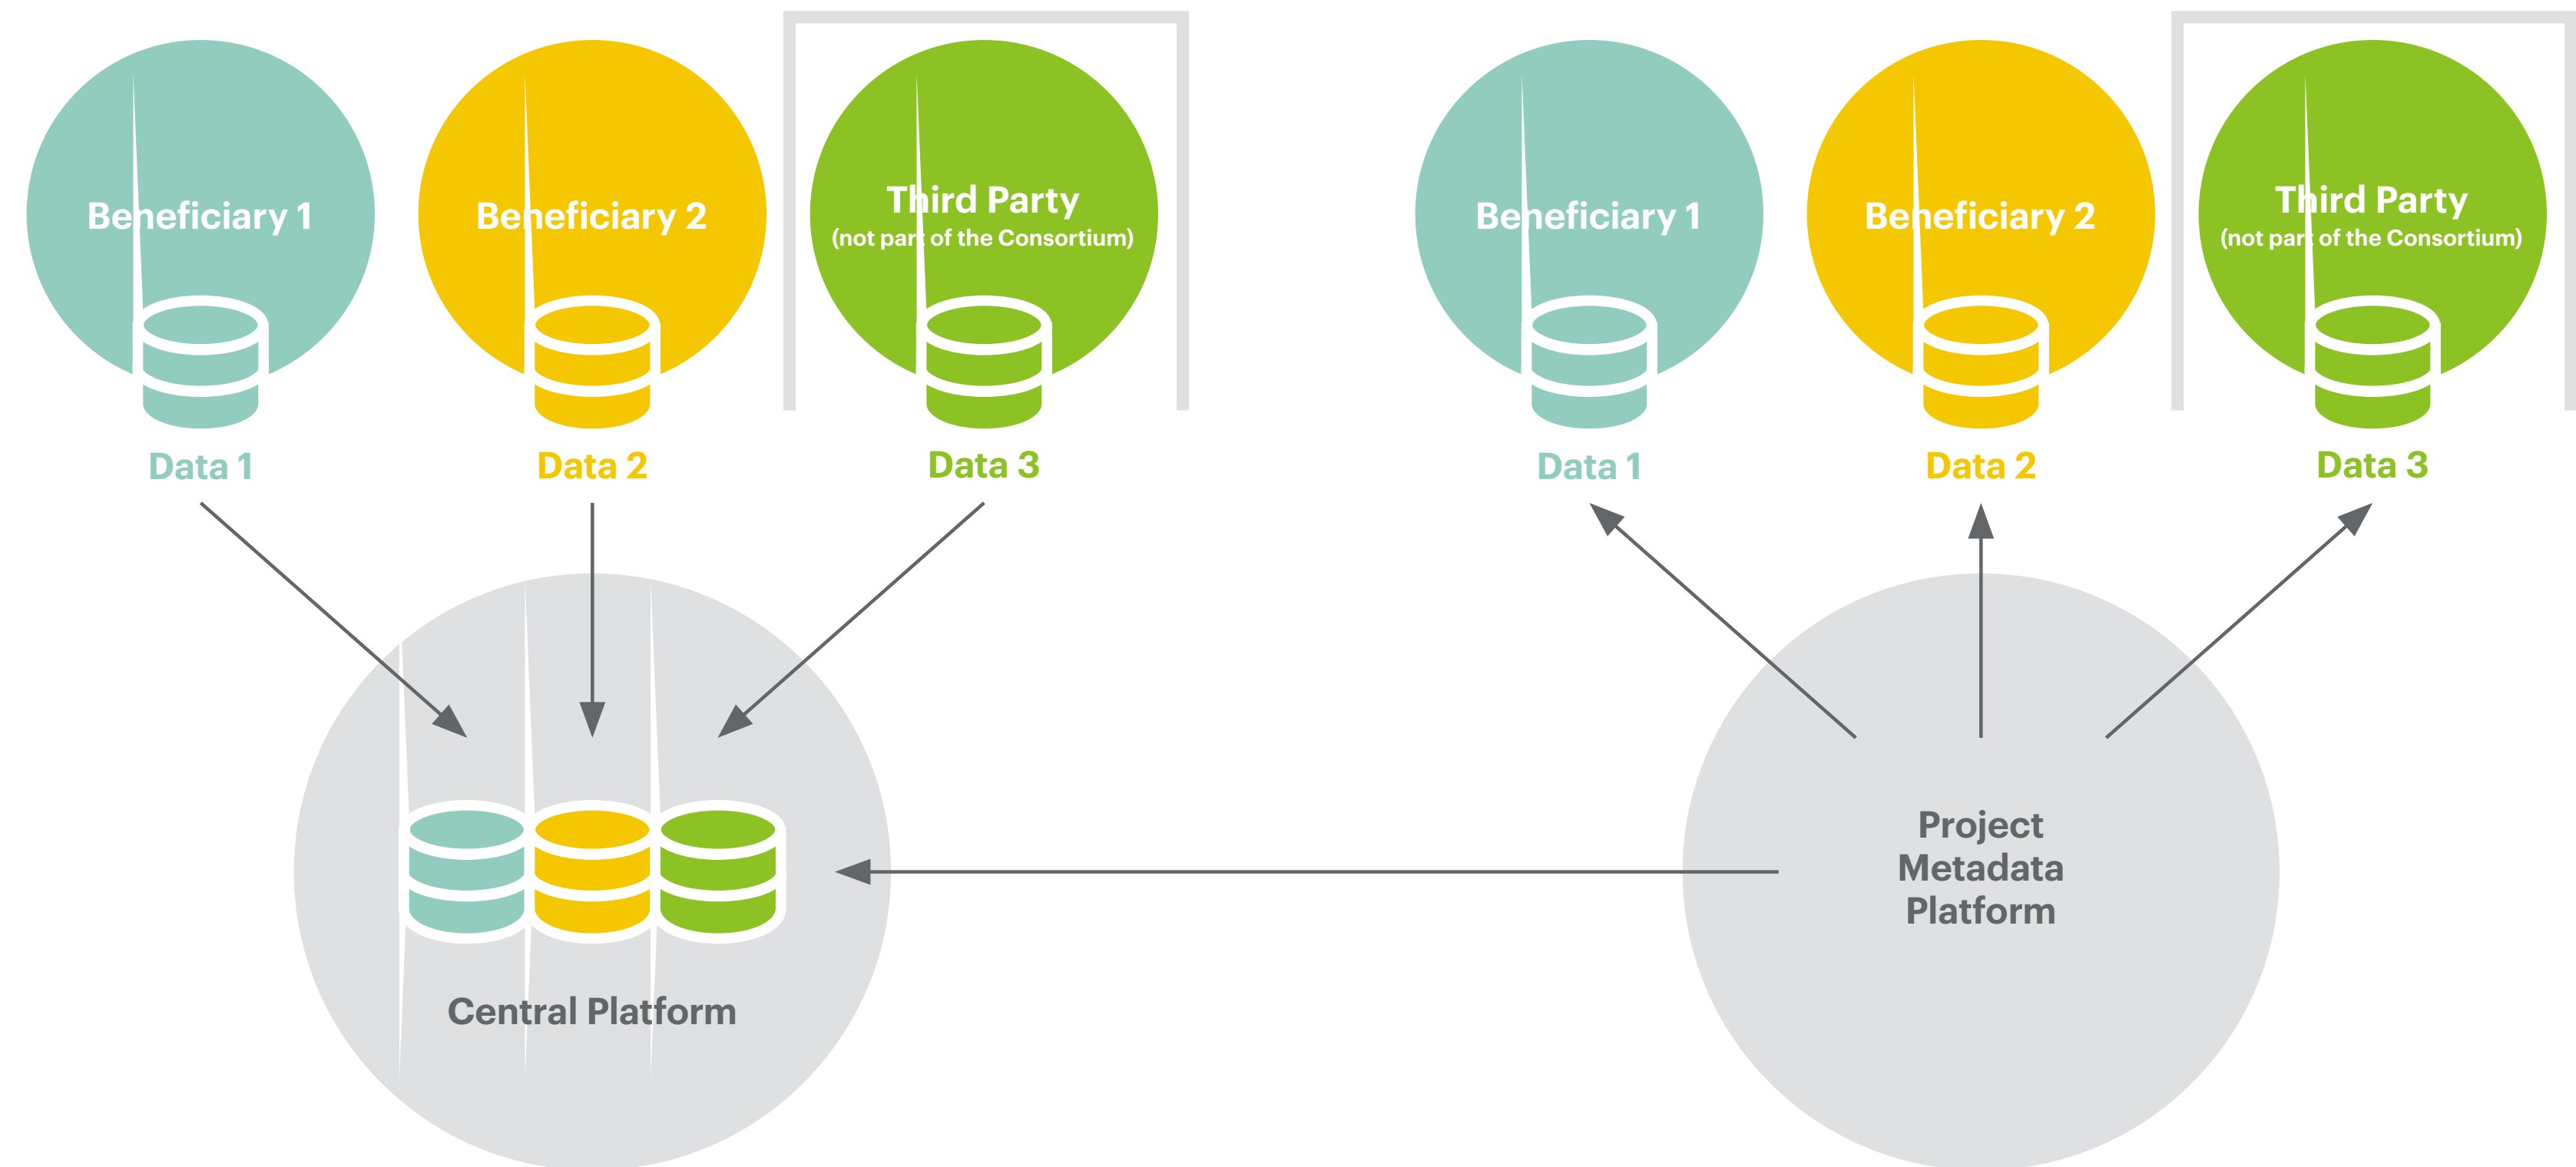 Beneficiary 1
Beneficiary 2
Third Party
(not part of the Consortium)
Data 1
Data 2
Data 3
Central Platform
Beneficiary 1
Beneficiary 2
Third Party
(not part of the Consortium)
Data 1
Data 2
Data 3
Project
Metadata
Platform